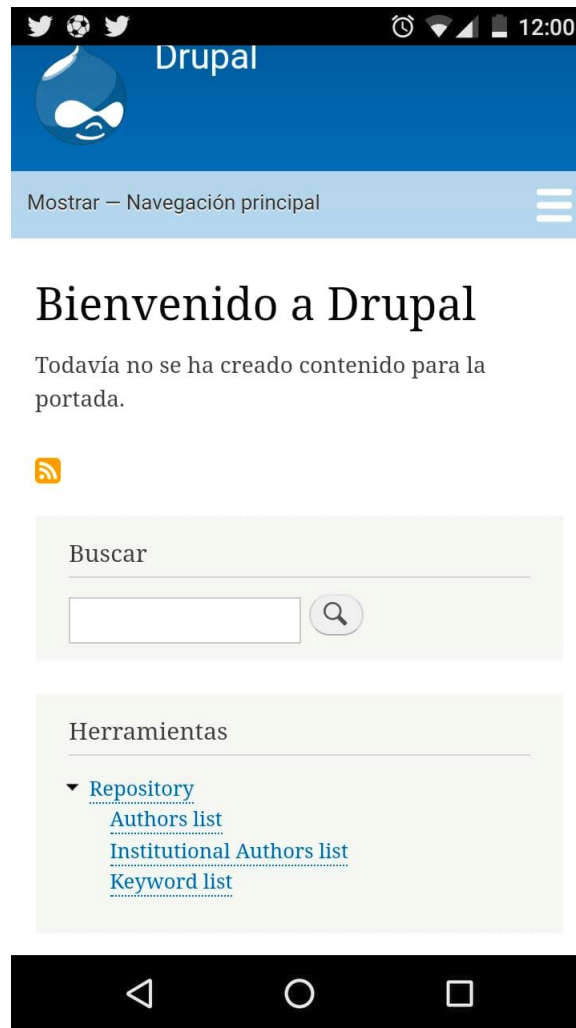 12:00
Drupal
Mostrar — Navegación principal
Bienvenido a Drupal
Todavía no se ha creado contenido para la
portada.
Buscar
Herramientas
Repository
Authors list
Institutional Authors list
Keyword list